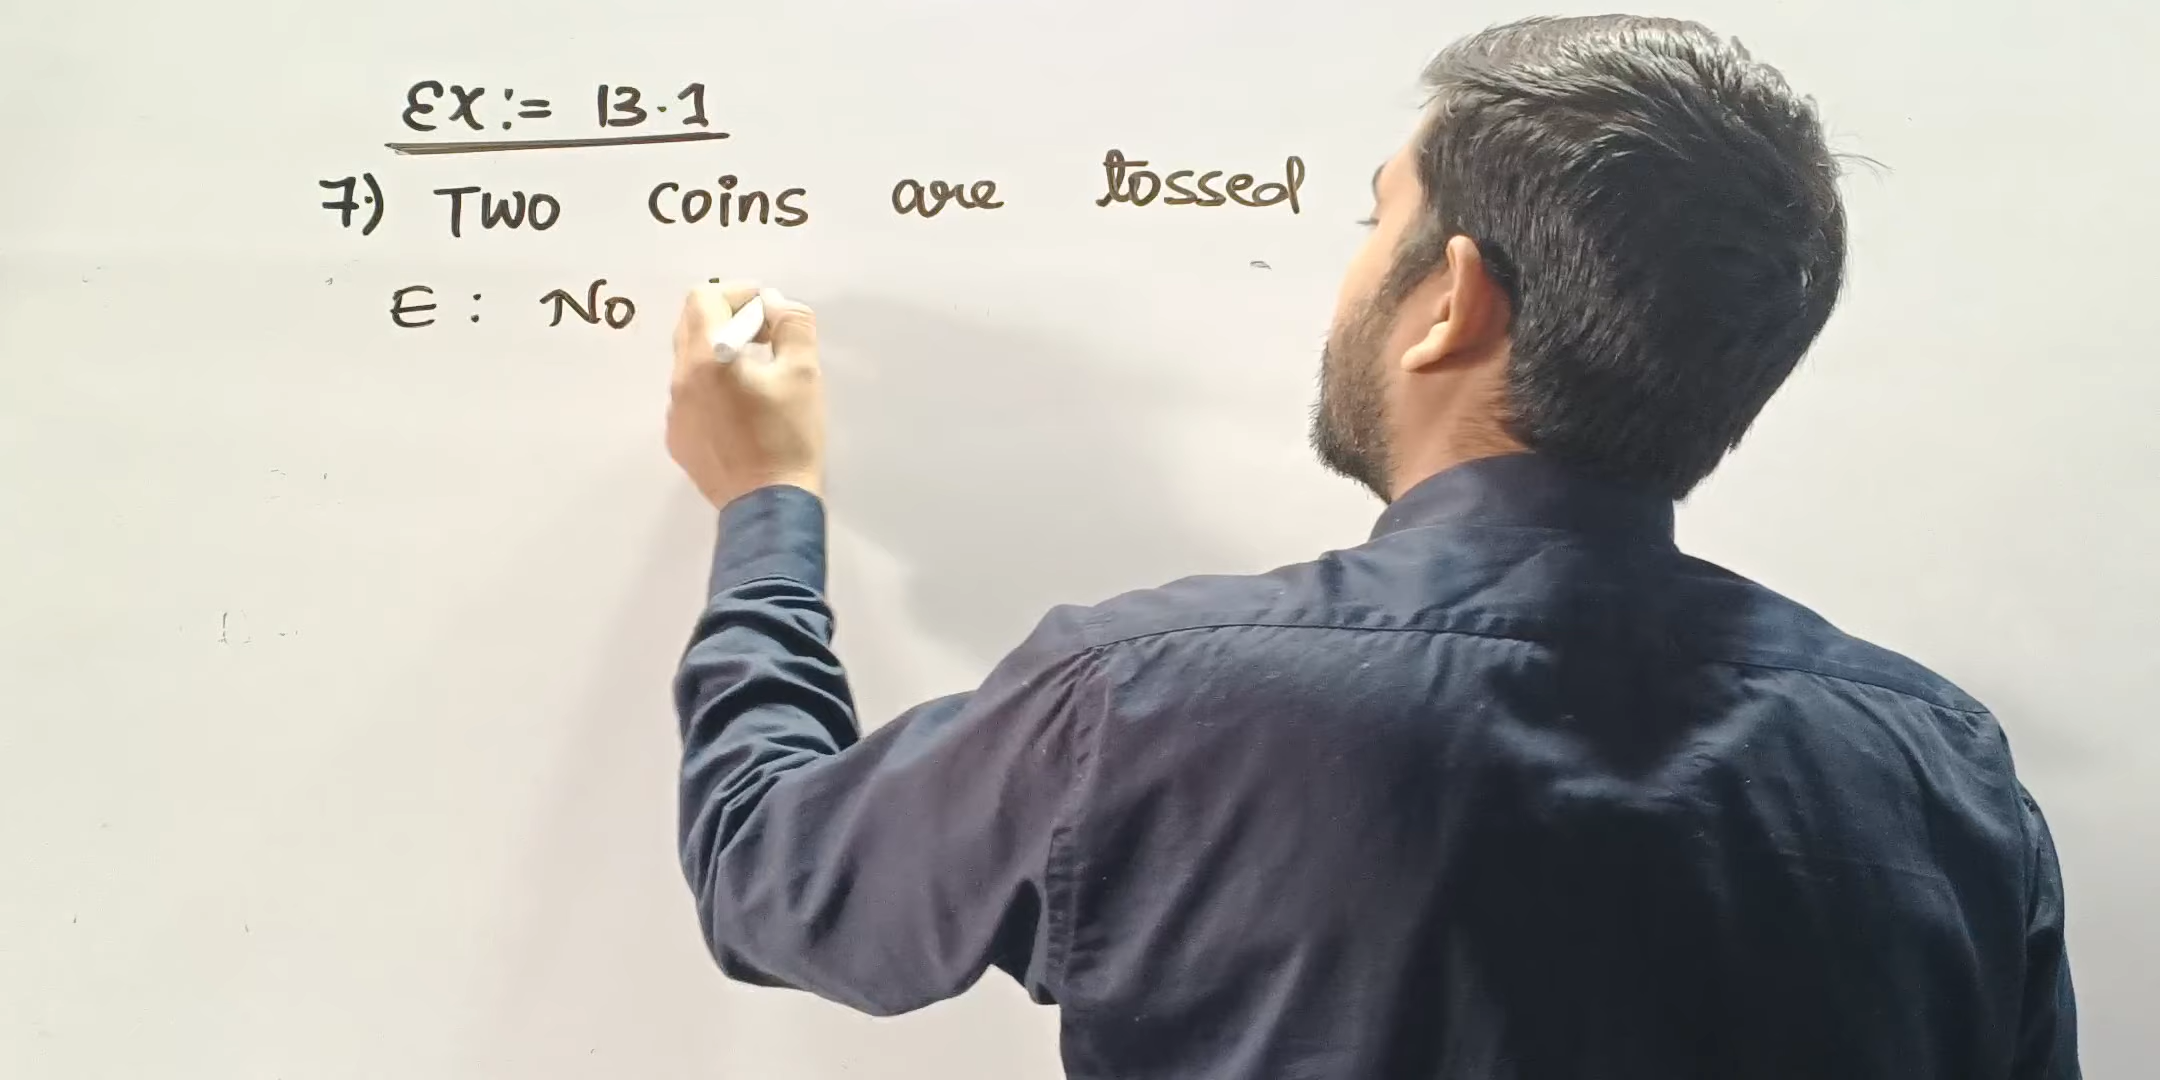 Ex:= 13.1
7.) Two coins are tossed
E : No